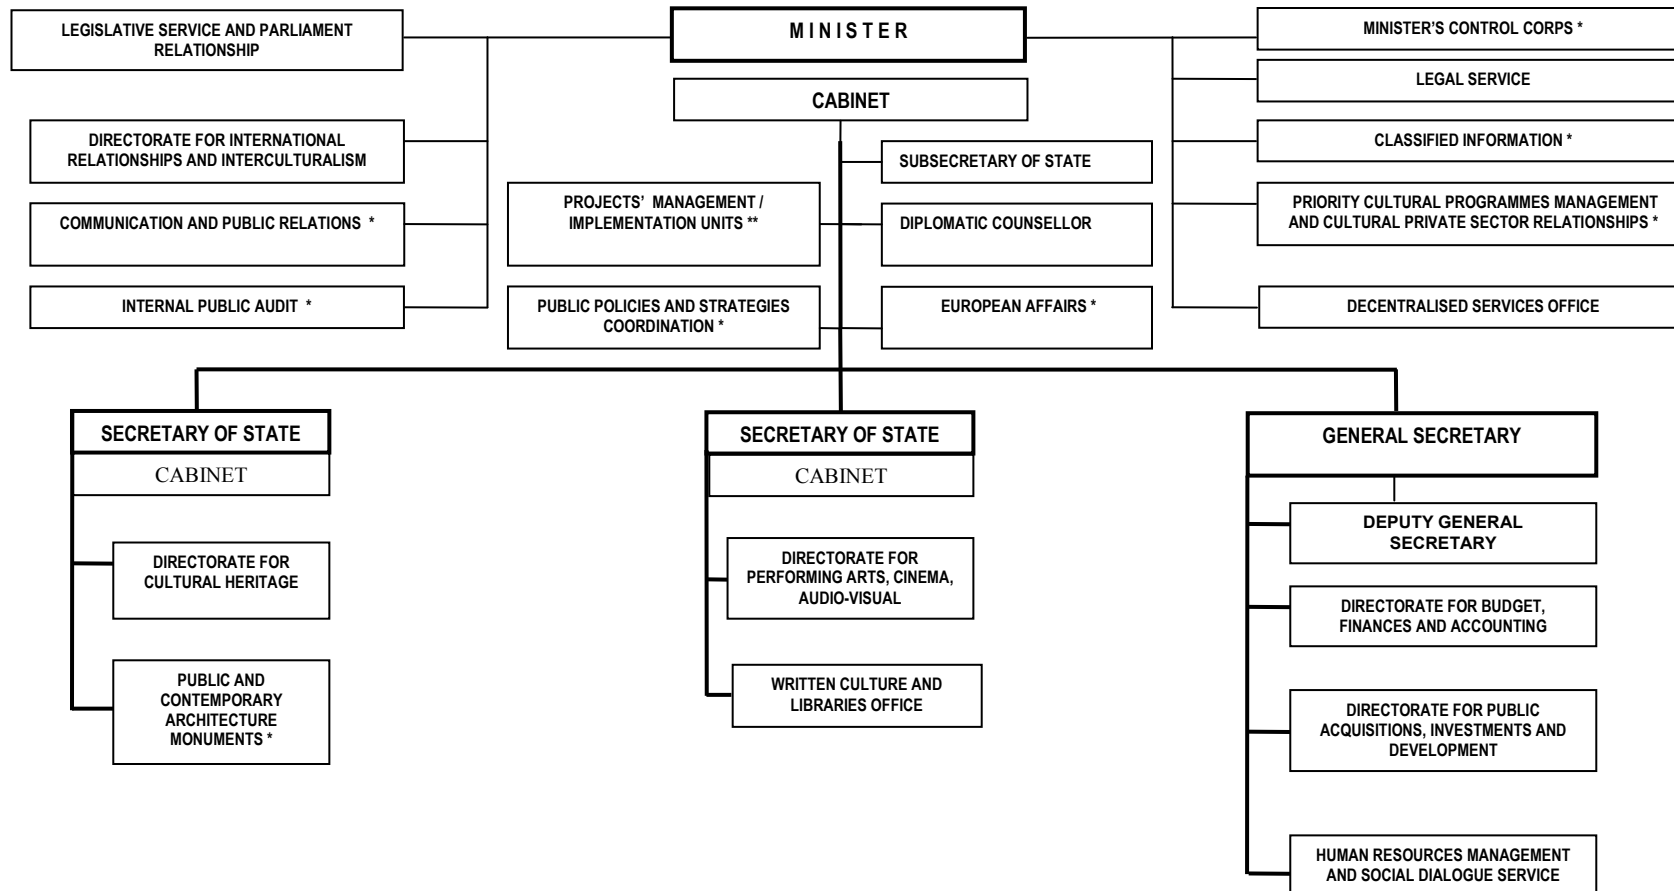 LEGISLATIVE SERVICE AND PARLIAMENT
RELATIONSHIP
M I N I S T E R
MINISTER'S CONTROL CORPS *
LEGAL SERVICE
CABINET
DIRECTORATE FOR INTERNATIONAL
RELATIONSHIPS AND INTERCULTURALISM
CLASSIFIED INFORMATION *
SUBSECRETARY OF STATE
COMMUNICATION AND PUBLIC RELATIONS *
PROJECTS' MANAGEMENT /
IMPLEMENTATION UNITS **
DIPLOMATIC COUNSELLOR
PRIORITY CULTURAL PROGRAMMES MANAGEMENT
AND CULTURAL PRIVATE SECTOR RELATIONSHIPS *
INTERNAL PUBLIC AUDIT *
PUBLIC POLICIES AND STRATEGIES
COORDINATION *
EUROPEAN AFFAIRS *
DECENTRALISED SERVICES OFFICE
SECRETARY OF STATE
CABINET
DIRECTORATE FOR
CULTURAL HERITAGE
PUBLIC AND
CONTEMPORARY
ARCHITECTURE
MONUMENTS *
SECRETARY OF STATE
CABINET
DIRECTORATE FOR
PERFORMING ARTS, CINEMA,
AUDIO-VISUAL
WRITTEN CULTURE AND
LIBRARIES OFFICE
GENERAL SECRETARY
DEPUTY GENERAL
SECRETARY
DIRECTORATE FOR BUDGET,
FINANCES AND ACCOUNTING
DIRECTORATE FOR PUBLIC
ACQUISITIONS, INVESTMENTS AND
DEVELOPMENT
HUMAN RESOURCES MANAGEMENT
AND SOCIAL DIALOGUE SERVICE